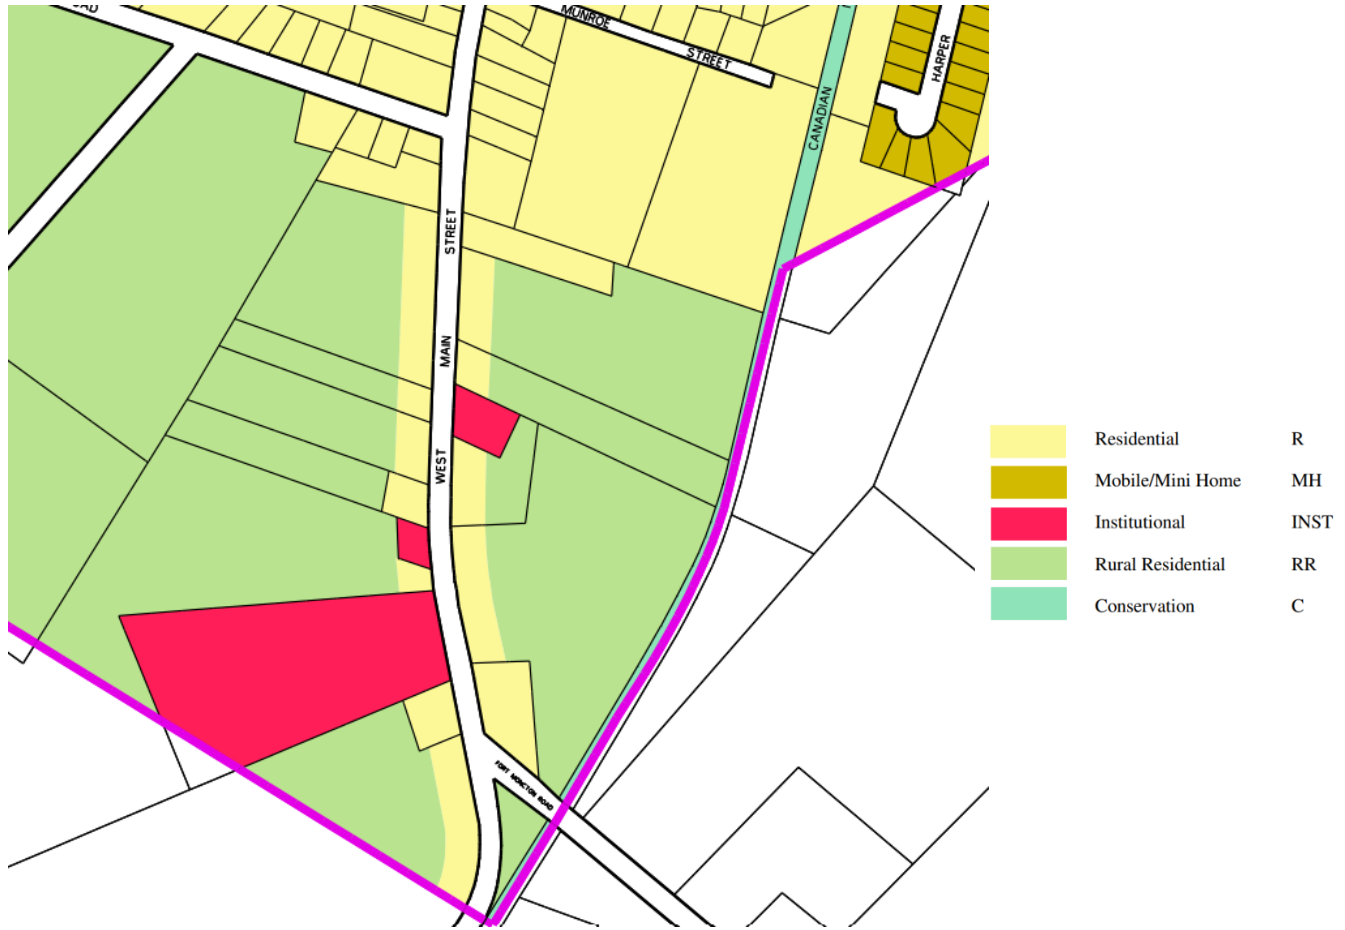 MUNROE
STREET
HARPER
CANADIAN
STREET
MAIN
WEST
FORT MONCTON ROAD
Residential R
Mobile/Mini Home MH
Institutional INST
Rural Residential RR
Conservation C